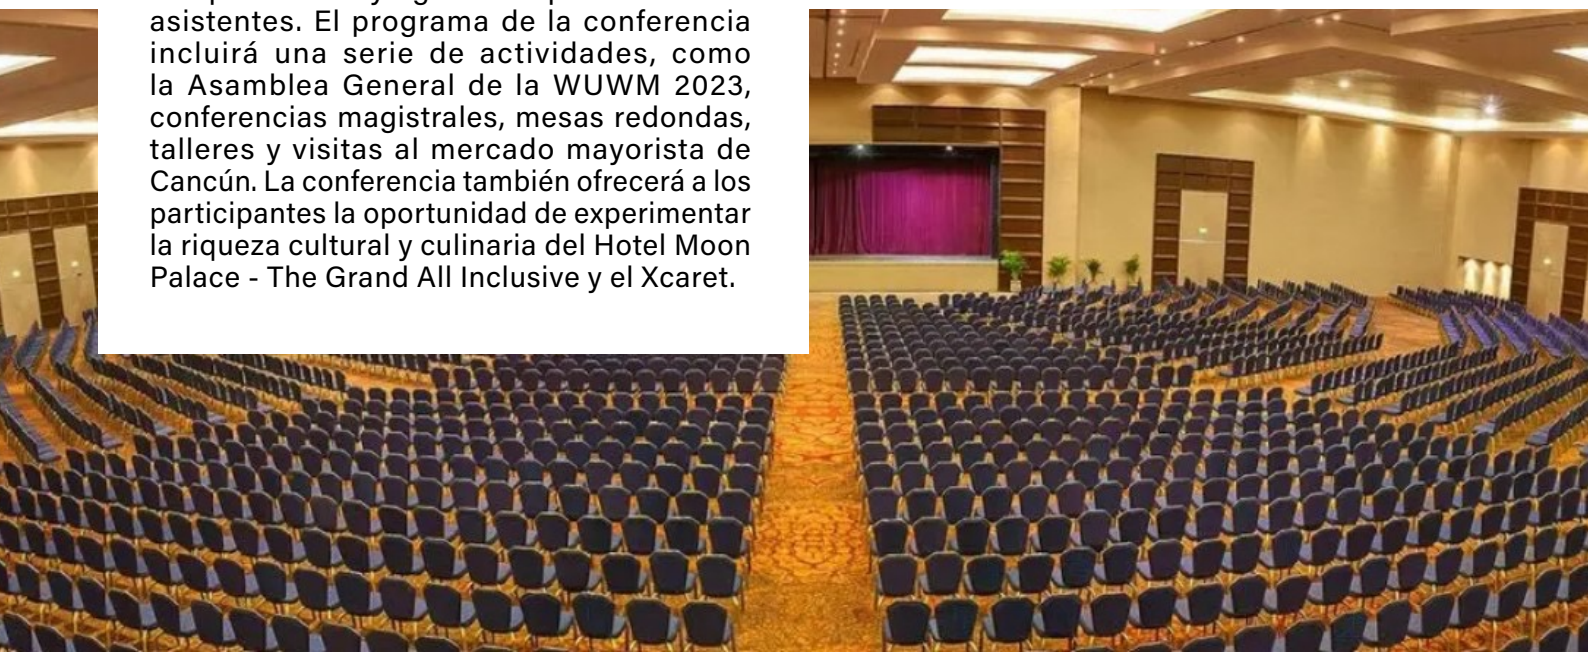 asistentes. El programa de la conferencia
incluirá una serie de actividades, como
la Asamblea General de la WUWM 2023,
conferencias magistrales, mesas redondas,
talleres y visitas al mercado mayorista de
Cancún. La conferencia también ofrecerá a los
participantes la oportunidad de experimentar
la riqueza cultural y culinaria del Hotel Moon
Palace - The Grand All Inclusive y el Xcaret.